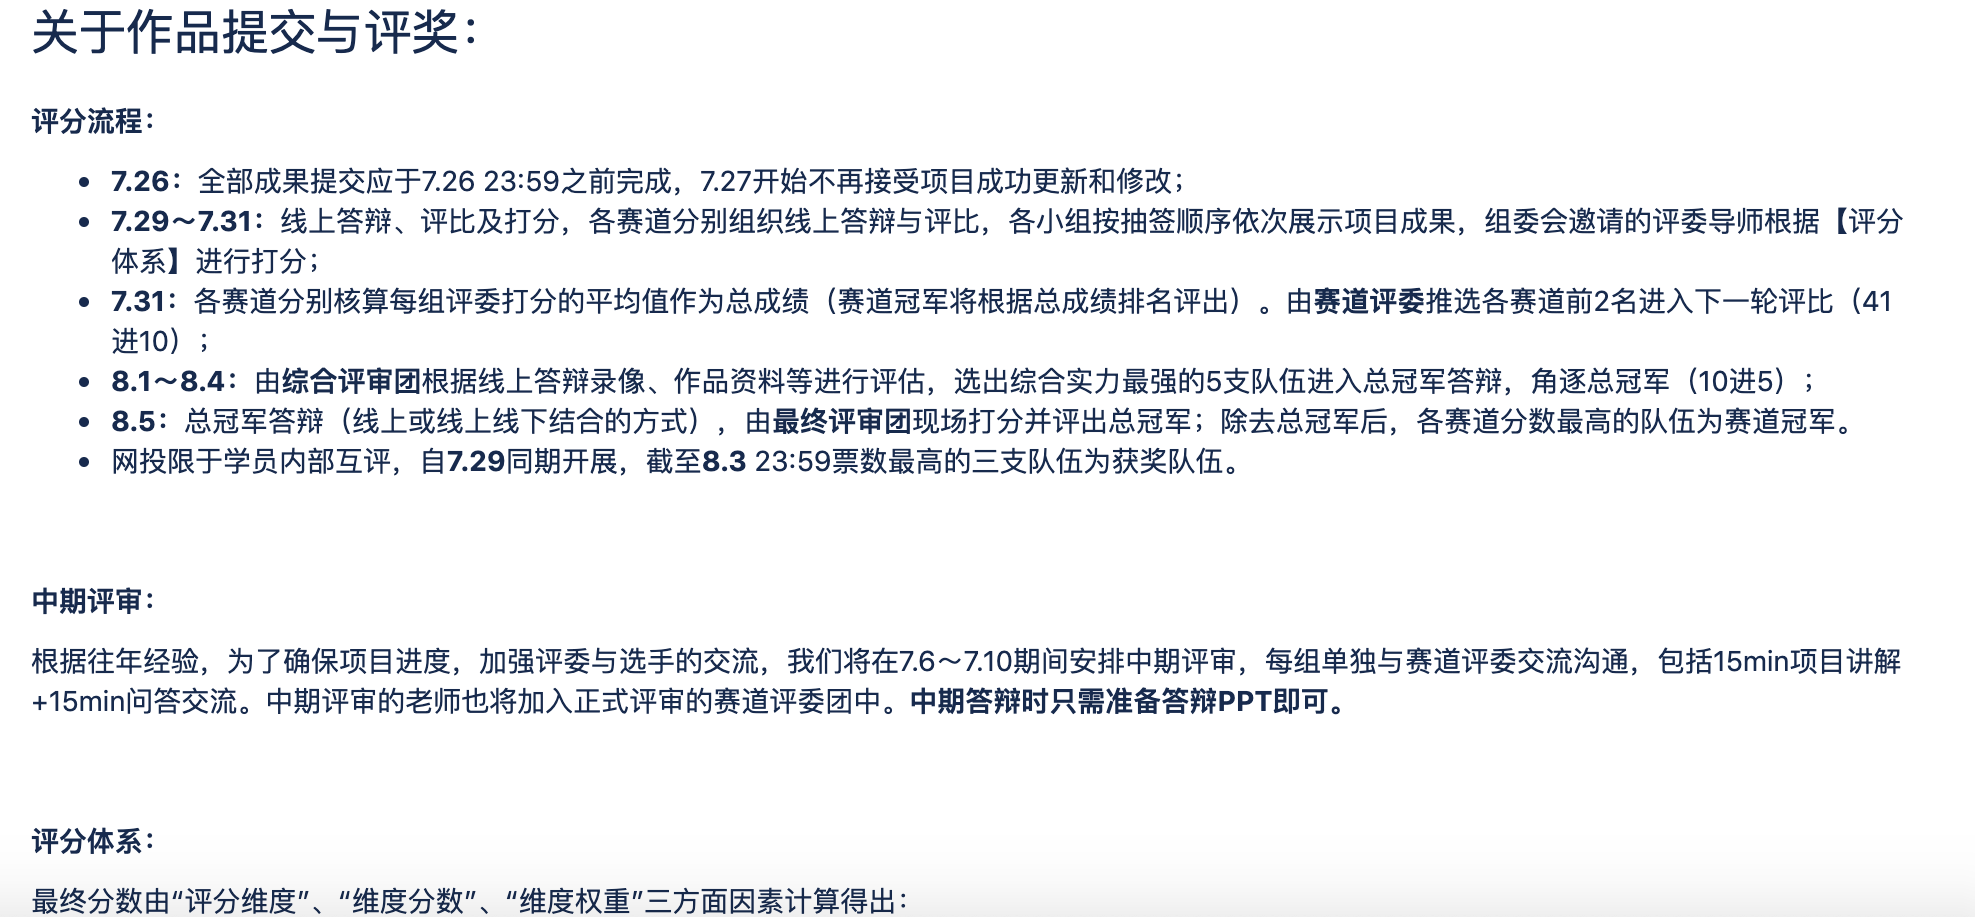 关于作品提交与评奖：
评分流程：
7.26：全部成果提交应于7.26 23:59之前完成，7.27开始不再接受项目成功更新和修改；
7.29～7.31：线上答辩、评比及打分，各赛道分别组织线上答辩与评比，各小组按抽签顺序依次展示项目成果，组委会邀请的评委导师根据【评分
体系】进行打分；
7.31：各赛道分别核算每组评委打分的平均值作为总成绩（赛道冠军将根据总成绩排名评出）。由赛道评委推选各赛道前2名进入下一轮评比（41
进10）；
8.1～8.4：由综合评审团根据线上答辩录像、作品资料等进行评估，选出综合实力最强的5支队伍进入总冠军答辩，角逐总冠军（10进5）；
8.5：总冠军答辩（线上或线上线下结合的方式），由最终评审团现场打分并评出总冠军；除去总冠军后，各赛道分数最高的队伍为赛道冠军。
网投限于学员内部互评，自7.29同期开展，截至8.3 23:59票数最高的三支队伍为获奖队伍。
中期评审：
根据往年经验，为了确保项目进度，加强评委与选手的交流，我们将在7.6～7.10期间安排中期评审，每组单独与赛道评委交流沟通，包括15min项目讲解
+15min问答交流。中期评审的老师也将加入正式评审的赛道评委团中。中期答辩时只需准备答辩PPT即可。
评分体系：
最终分数由“评分维度”、“维度分数”、“维度权重”三方面因素计算得出：